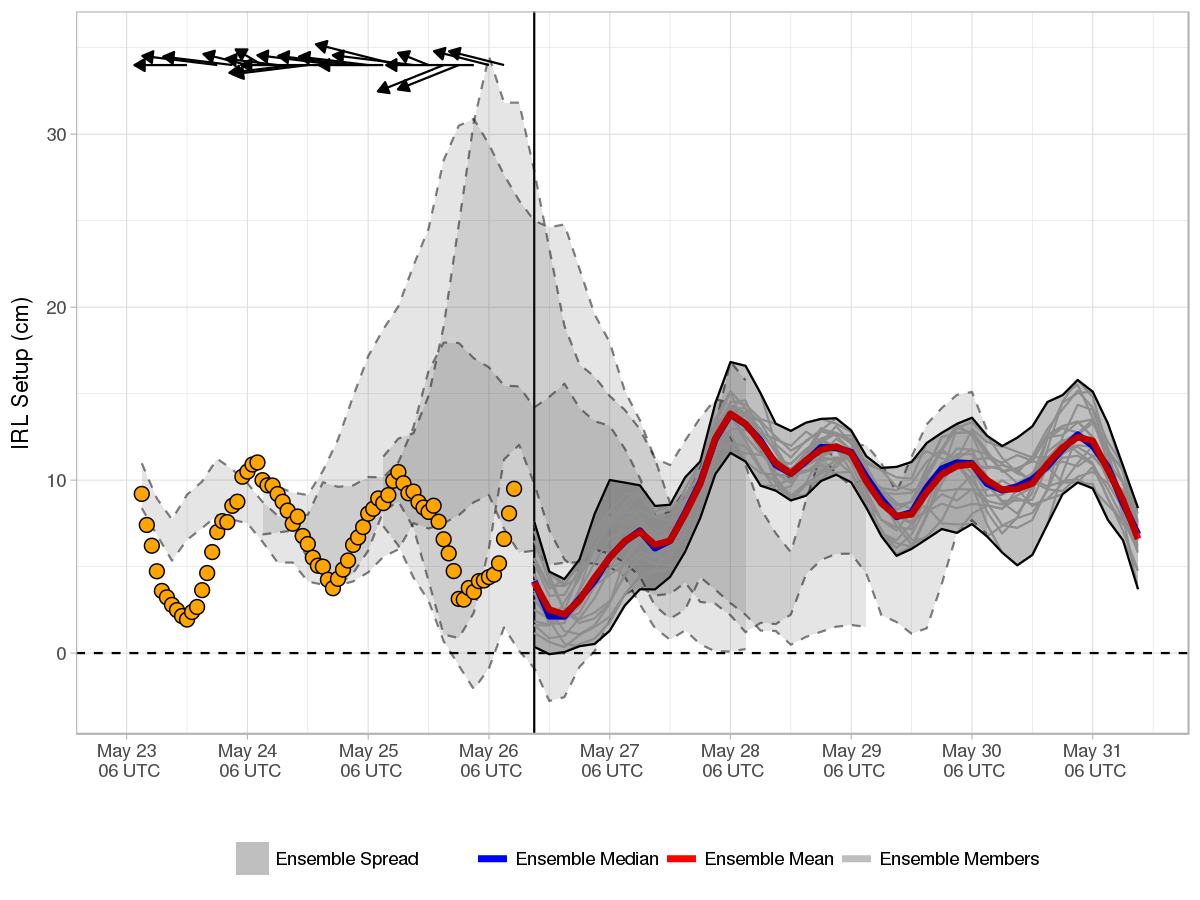 IRL Setup (cm)
30
20
10
0
May 23 May 24 May 25 May 26 May 27 May 28 May 29 May 30 May 31
06 UTC 06 UTC 06 UTC 06 UTC 06 UTC 06 UTC 06 UTC 06 UTC 06 UTC
Ensemble Spread Ensemble Median Ensemble Mean Ensemble Members